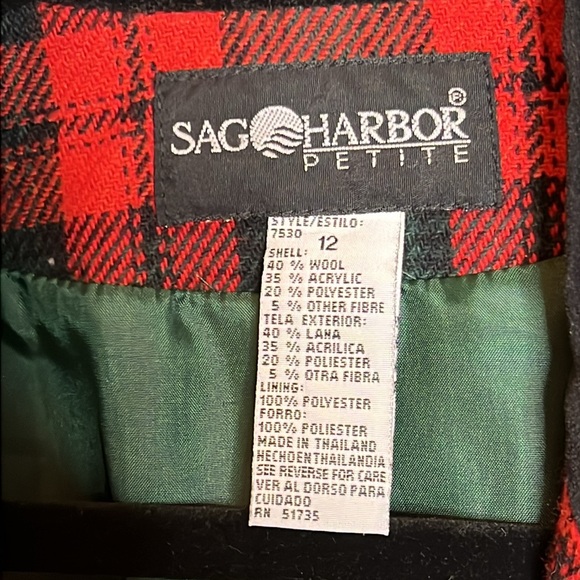 SAG HARBOR®
PETITE
STYLE/ESTILO:
7530 12
SHELL:
40 % WOOL
35 % ACRYLIC
20 % POLYESTER
5 % OTHER FIBRE
TELA EXTERIOR:
40 % LANA
35 % ACRILICA
20 % POLIESTER
5 % OTRA FIBRA
LINING:
100% POLYESTER
FORRO:
100% POLIESTER
MADE IN THAILAND
HECHOENTHAILANDIA
SEE REVERSE FOR CARE
VER AL DORSO PARA
CUIDADO
RN 51735